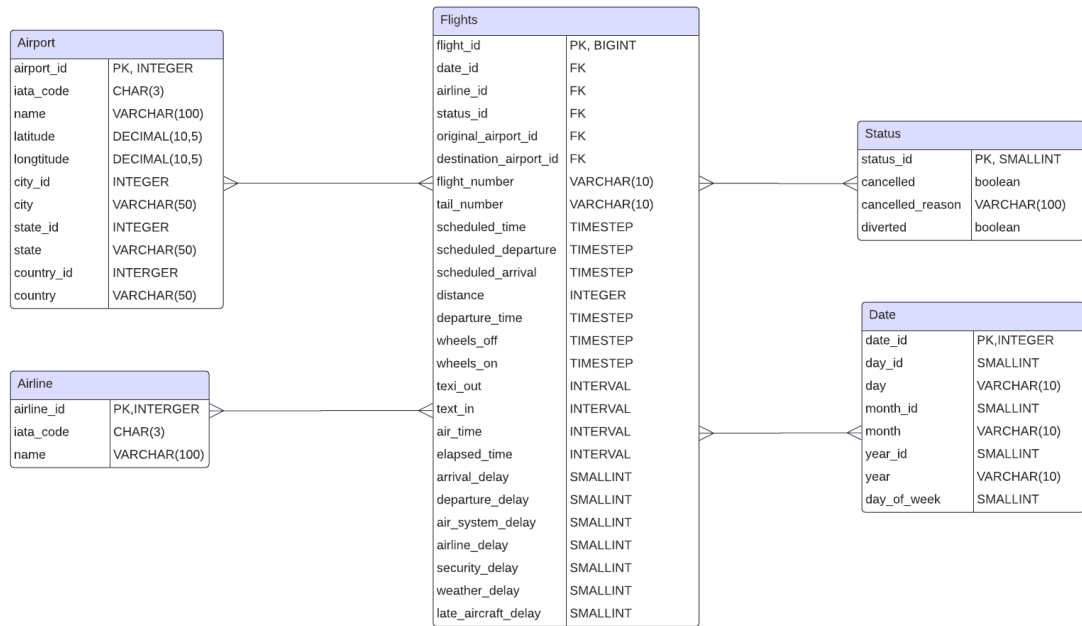 Airport
airport_id PK, INTEGER
iata_code CHAR(3)
name VARCHAR(100)
latitude DECIMAL(10,5)
longtitude DECIMAL(10,5)
city_id INTEGER
city VARCHAR(50)
state_id INTEGER
state VARCHAR(50)
country_id INTERGER
country VARCHAR(50)
Airline
airline_id PK,INTERGER
iata_code CHAR(3)
name VARCHAR(100)
Flights
flight_id PK, BIGINT
date_id FK
airline_id FK
status_id FK
original_airport_id FK
destination_airport_id FK
flight_number VARCHAR(10)
tail_number VARCHAR(10)
scheduled_time TIMESTEP
scheduled_departure TIMESTEP
scheduled_arrival TIMESTEP
distance INTEGER
departure_time TIMESTEP
wheels_off TIMESTEP
wheels_on TIMESTEP
texi_out INTERVAL
text_in INTERVAL
air_time INTERVAL
elapsed_time INTERVAL
arrival_delay SMALLINT
departure_delay SMALLINT
air_system_delay SMALLINT
airline_delay SMALLINT
security_delay SMALLINT
weather_delay SMALLINT
late_aircraft_delay SMALLINT
Status
status_id PK, SMALLINT
cancelled boolean
cancelled_reason VARCHAR(100)
diverted boolean
Date
date_id PK,INTEGER
day_id SMALLINT
day VARCHAR(10)
month_id SMALLINT
month VARCHAR(10)
year_id SMALLINT
year VARCHAR(10)
day_of_week SMALLINT